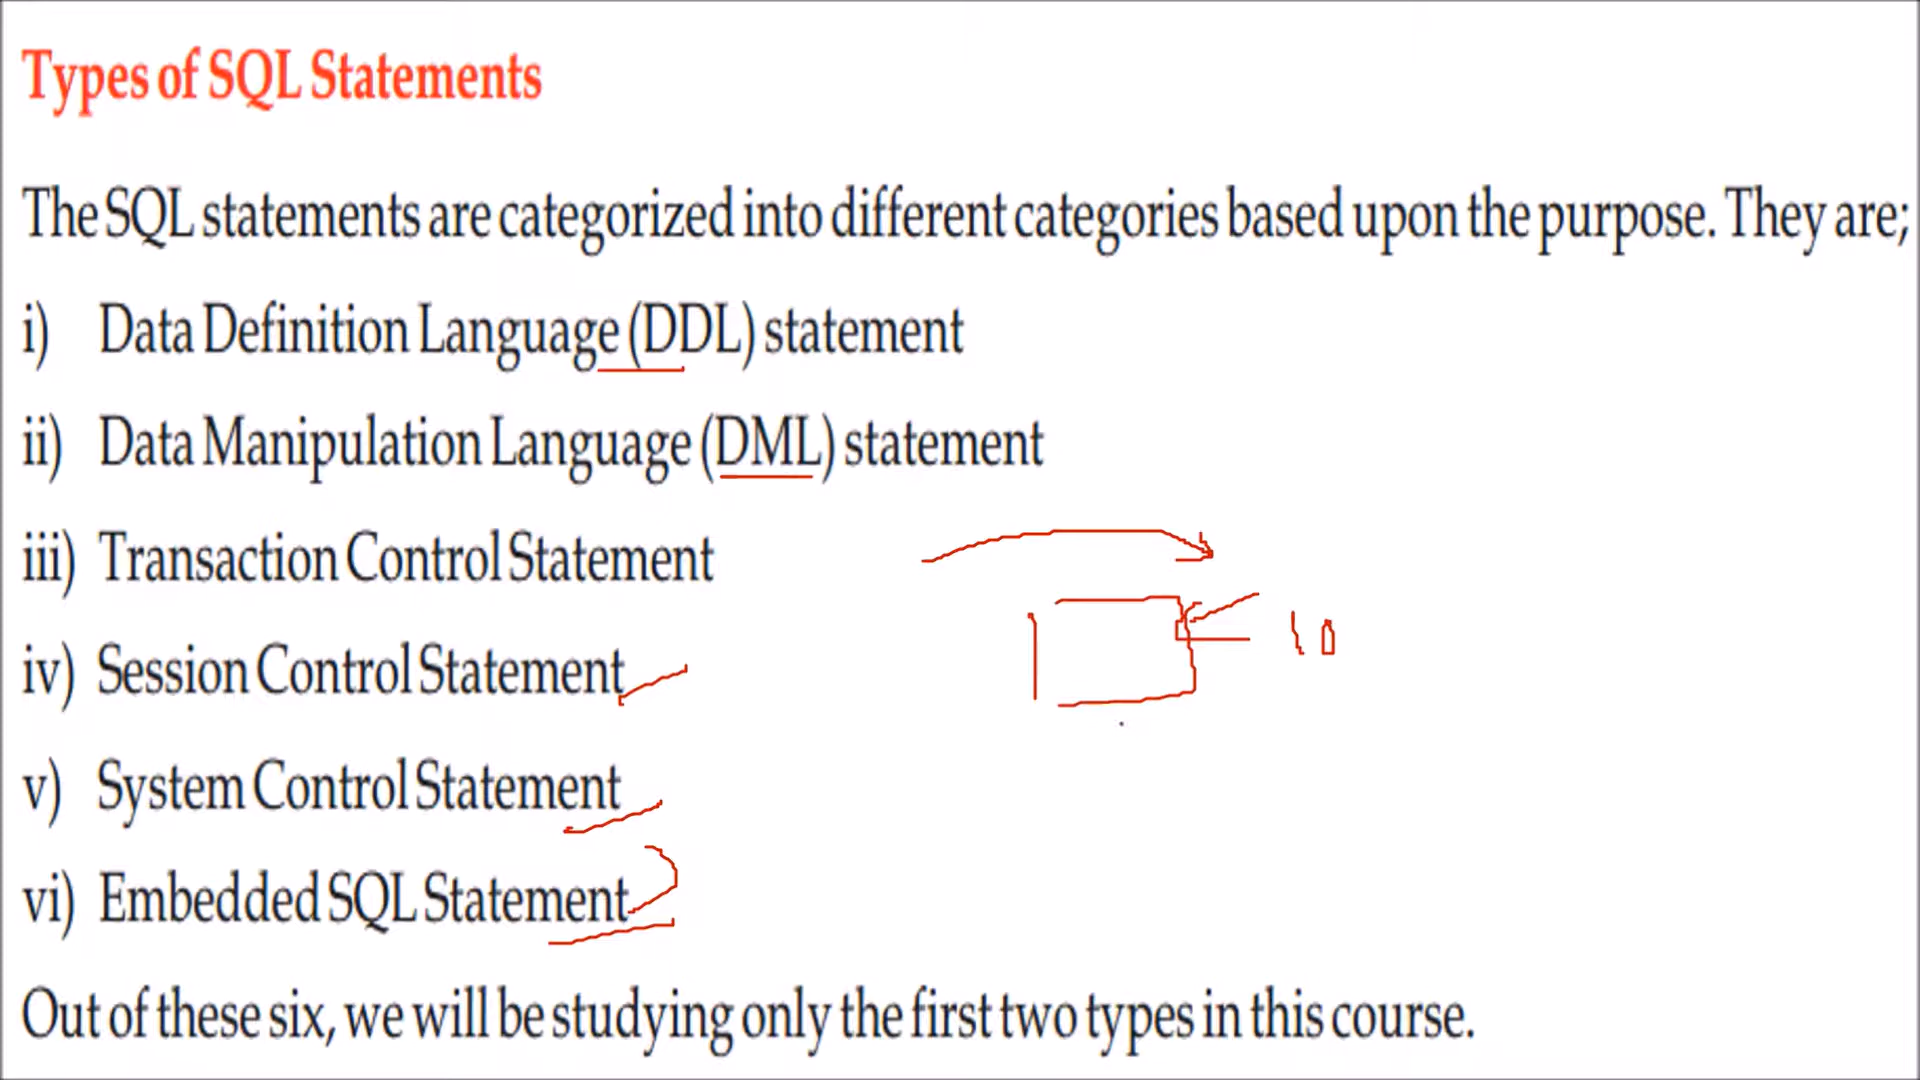 Types of SQL Statements
The SQL statements are categorized into different categories based upon the purpose. They are;
i) Data Definition Language (DDL) statement
ii) Data Manipulation Language (DML) statement
iii) Transaction Control Statement
iv) Session Control Statement
10
v) System Control Statement
vi) Embedded SQL Statement
Out of these six, we will be studying only the first two types in this course.